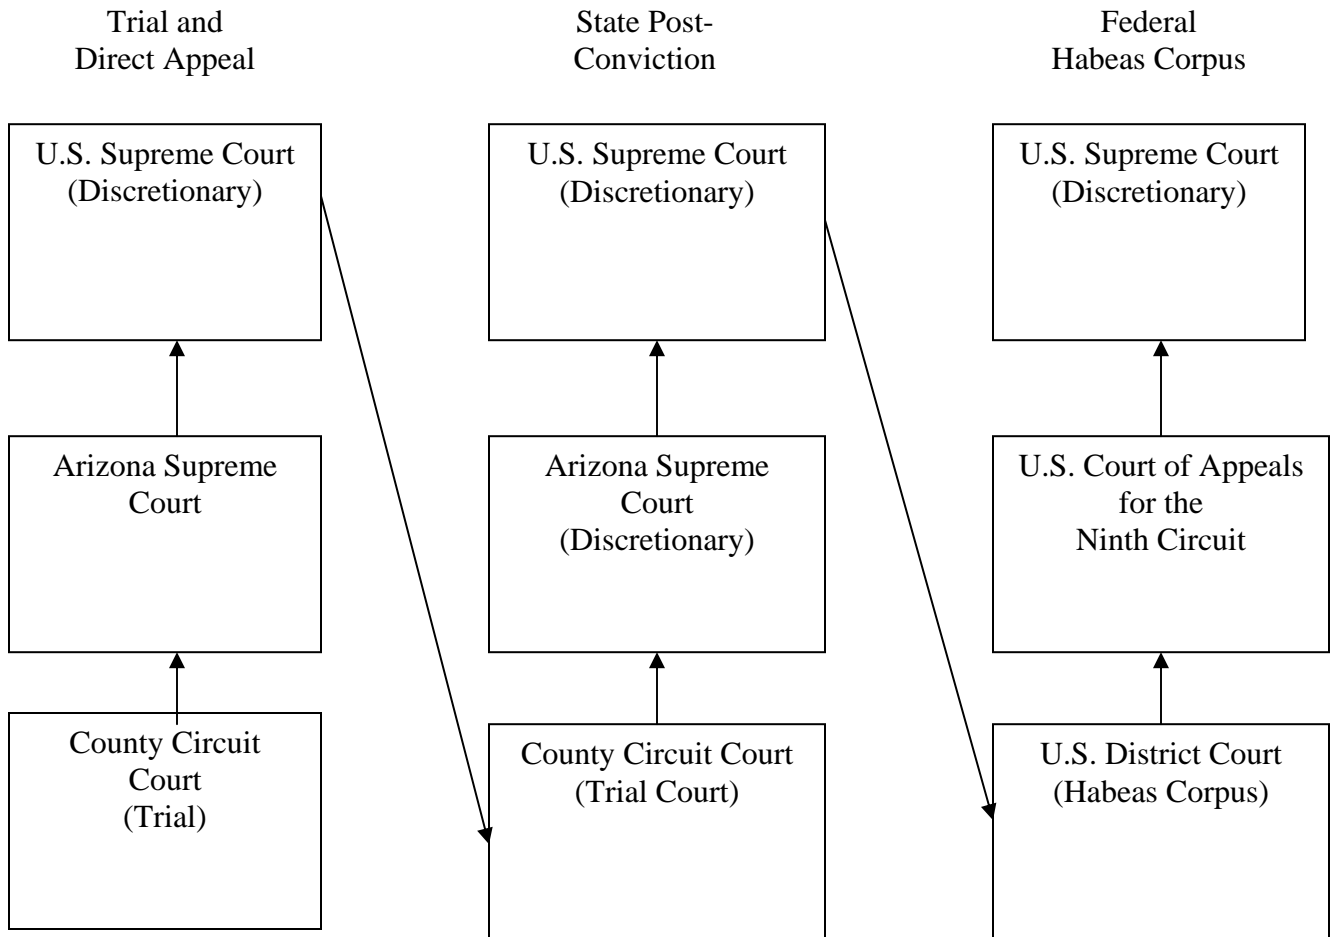 Trial and
Direct Appeal
State Post-
Conviction
Federal
Habeas Corpus
U.S. Supreme Court
(Discretionary)
U.S. Supreme Court
(Discretionary)
U.S. Supreme Court
(Discretionary)
Arizona Supreme
Court
Arizona Supreme
Court
(Discretionary)
U.S. Court of Appeals
for the
Ninth Circuit
County Circuit
Court
(Trial)
County Circuit Court
(Trial Court)
U.S. District Court
(Habeas Corpus)